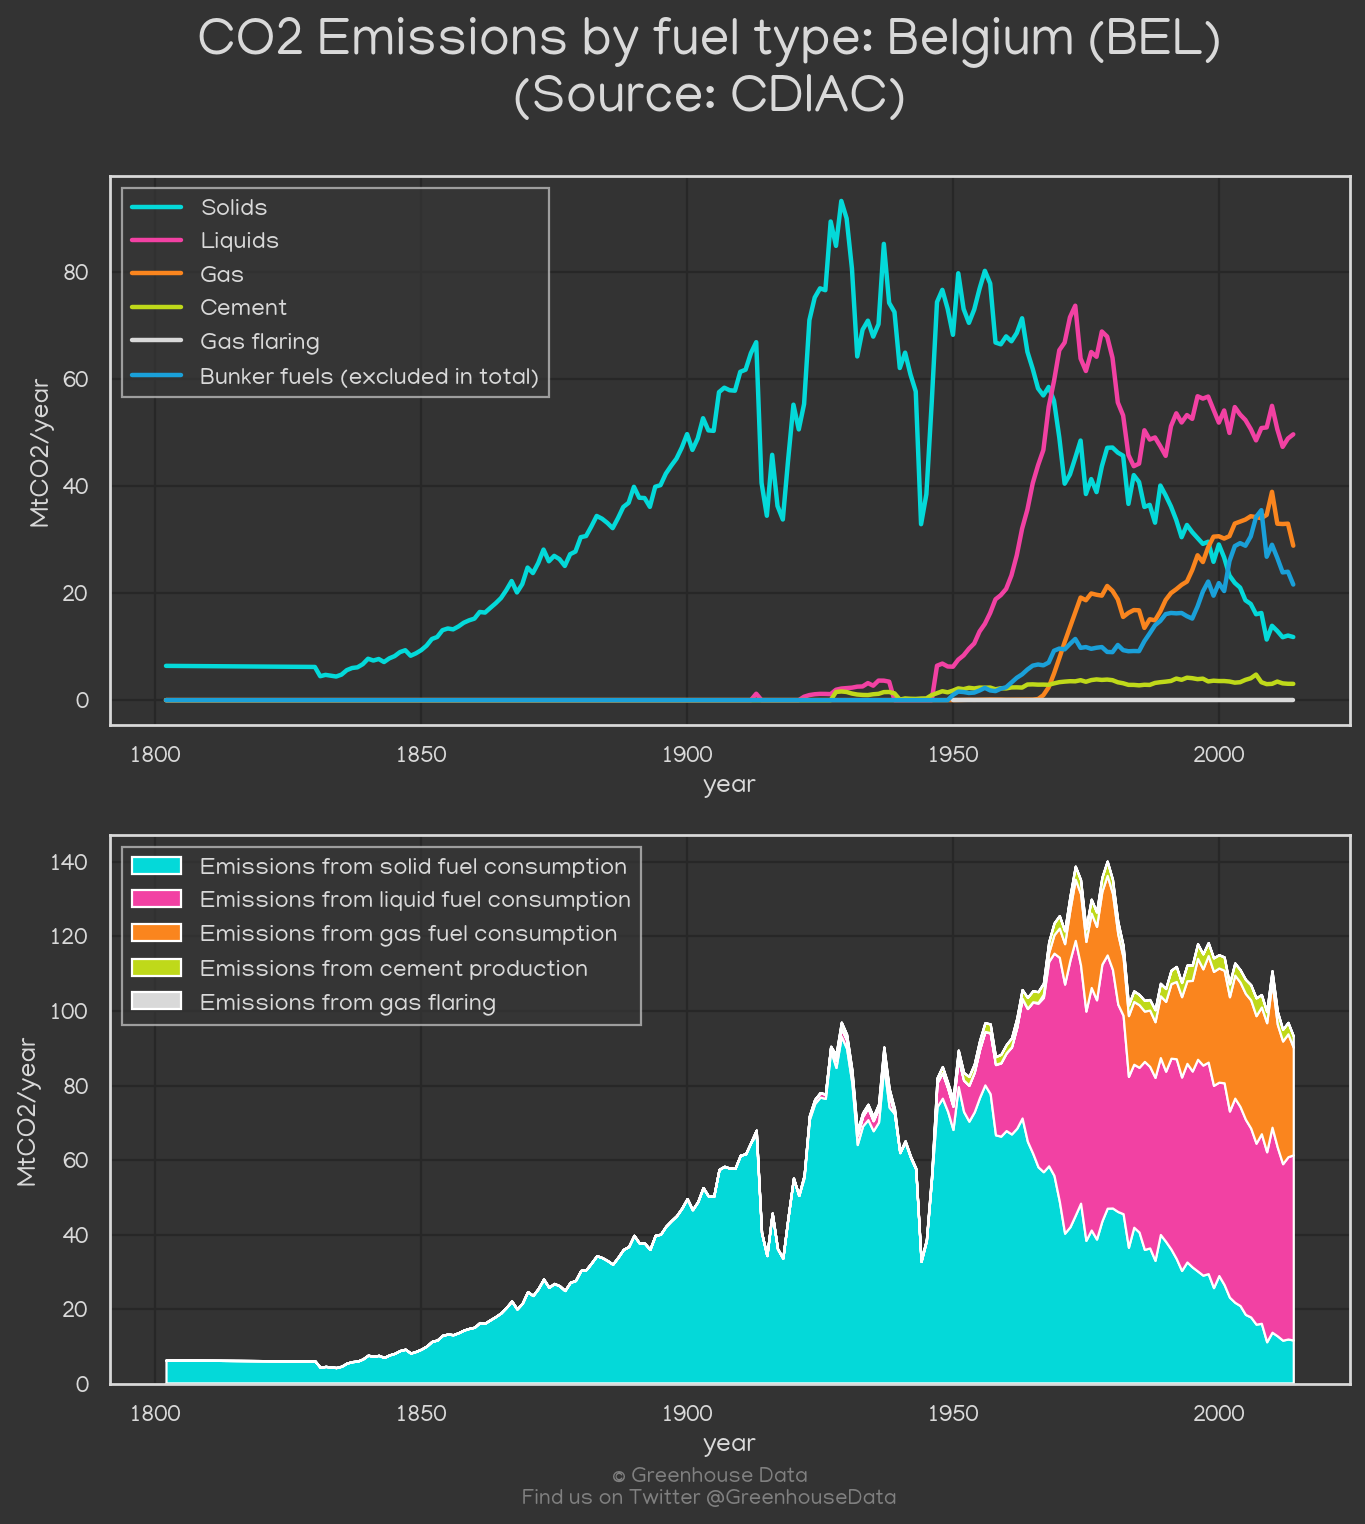 CO2 Emissions by fuel type: Belgium (BEL)
(Source: CDIAC)
Solids
Liquids
Gas
Cement
Gas flaring
Bunker fuels (excluded in total)
MtCO2/year
80
60
40
20
0
1800 1850 1900 1950 2000
year
Emissions from solid fuel consumption
Emissions from liquid fuel consumption
Emissions from gas fuel consumption
Emissions from cement production
Emissions from gas flaring
MtCO2/year
140
120
100
80
60
40
20
0
1800 1850 1900 1950 2000
year
© Greenhouse Data
Find us on Twitter @GreenhouseData